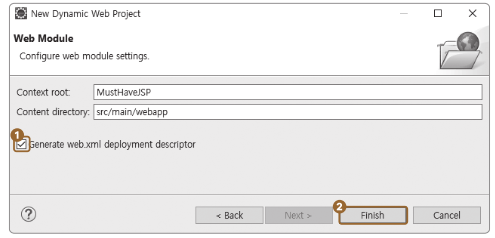 New Dynamic Web Project
Web Module
Configure web module settings.
Context root: MustHaveJSP
Content directory: src/main/webapp
1
Generate web.xml deployment descriptor
2
? < Back Next > Finish Cancel